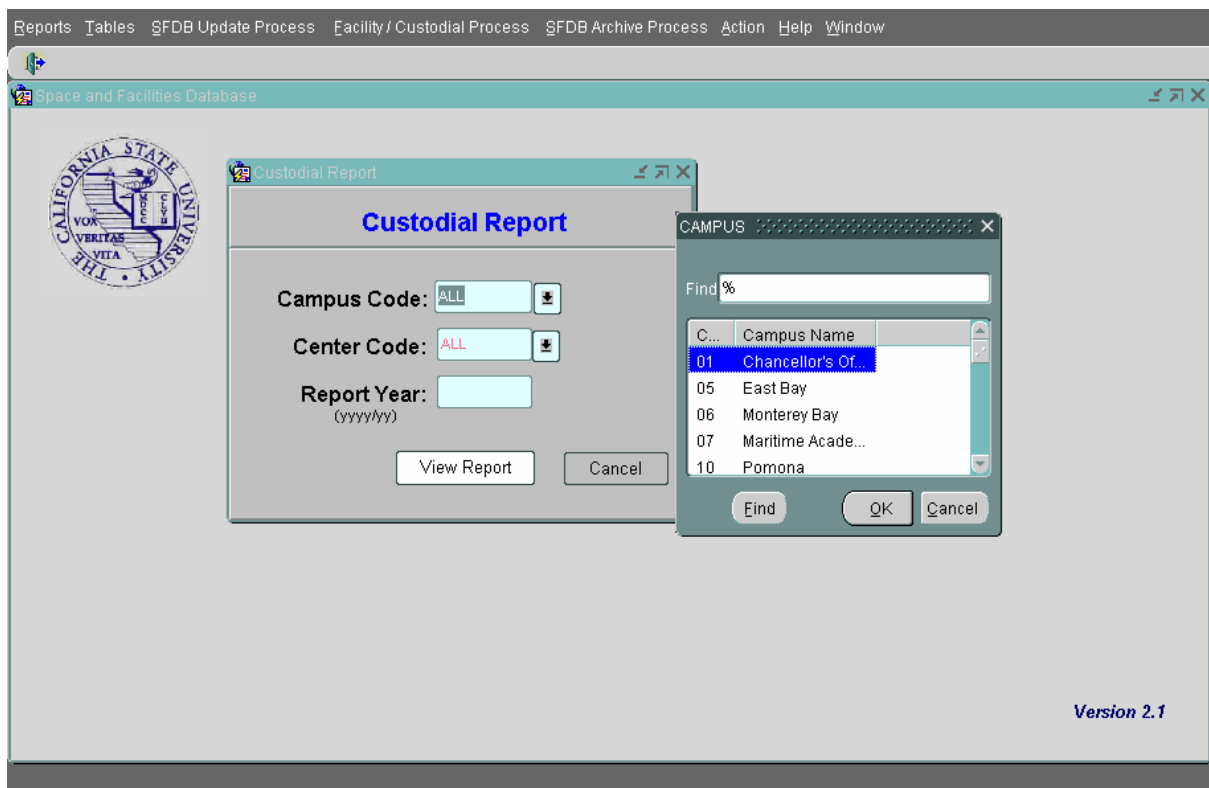 Reports Tables SFDB Update Process Facility / Custodial Process SFDB Archive Process Action Help Window
Space and Facilities Database
THE CALIFORNIA STATE UNIVERSITY
VOX
VERITAS
VITA
Custodial Report
Custodial Report
Campus Code: ALL
Center Code: ALL
Report Year:
(yyyy/yy)
View Report Cancel
CAMPUS
Find %
C... Campus Name
01 Chancellor's Of...
05 East Bay
06 Monterey Bay
07 Maritime Acade...
10 Pomona
Find OK Cancel
Version 2.1